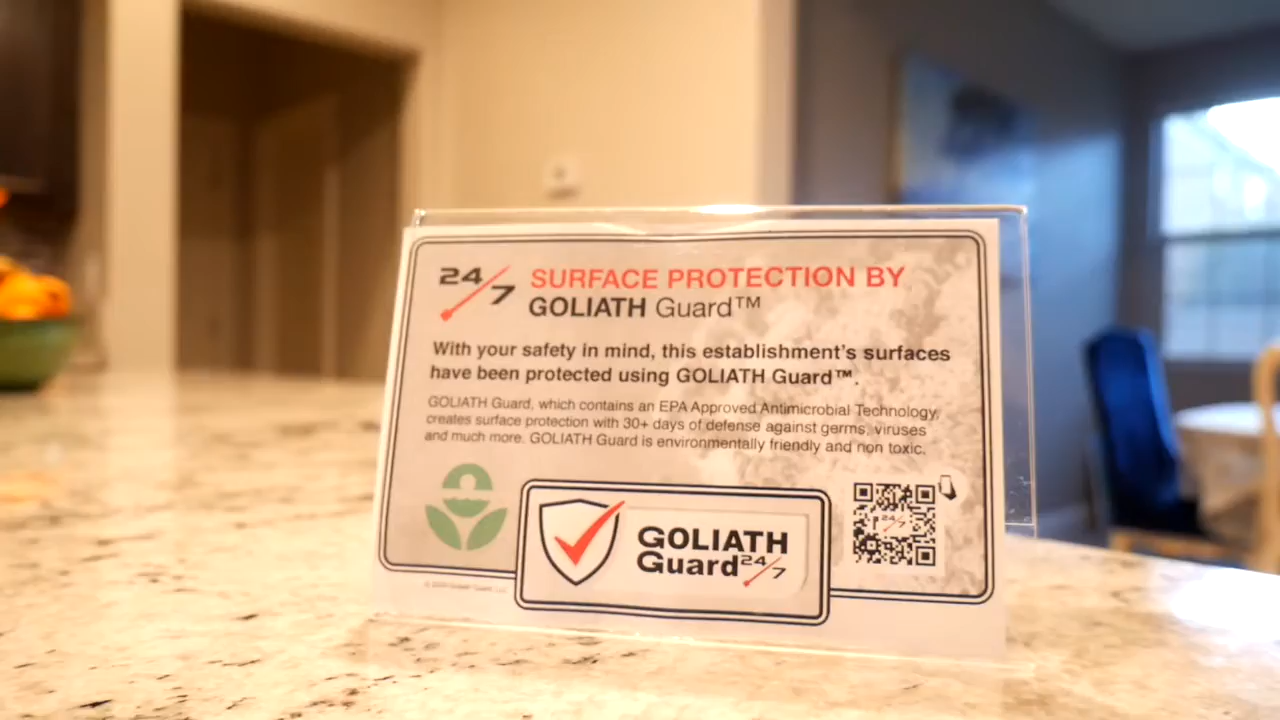 24/7 SURFACE PROTECTION BY
GOLIATH Guard™
With your safety in mind, this establishment's surfaces
have been protected using GOLIATH Guard™.
GOLIATH Guard, which contains an EPA Approved Antimicrobial Technology,
creates surface protection with 30+ days of defense against germs, viruses
and much more. GOLIATH Guard is environmentally friendly and non toxic.
GOLIATH
Guard 24/7
24/7